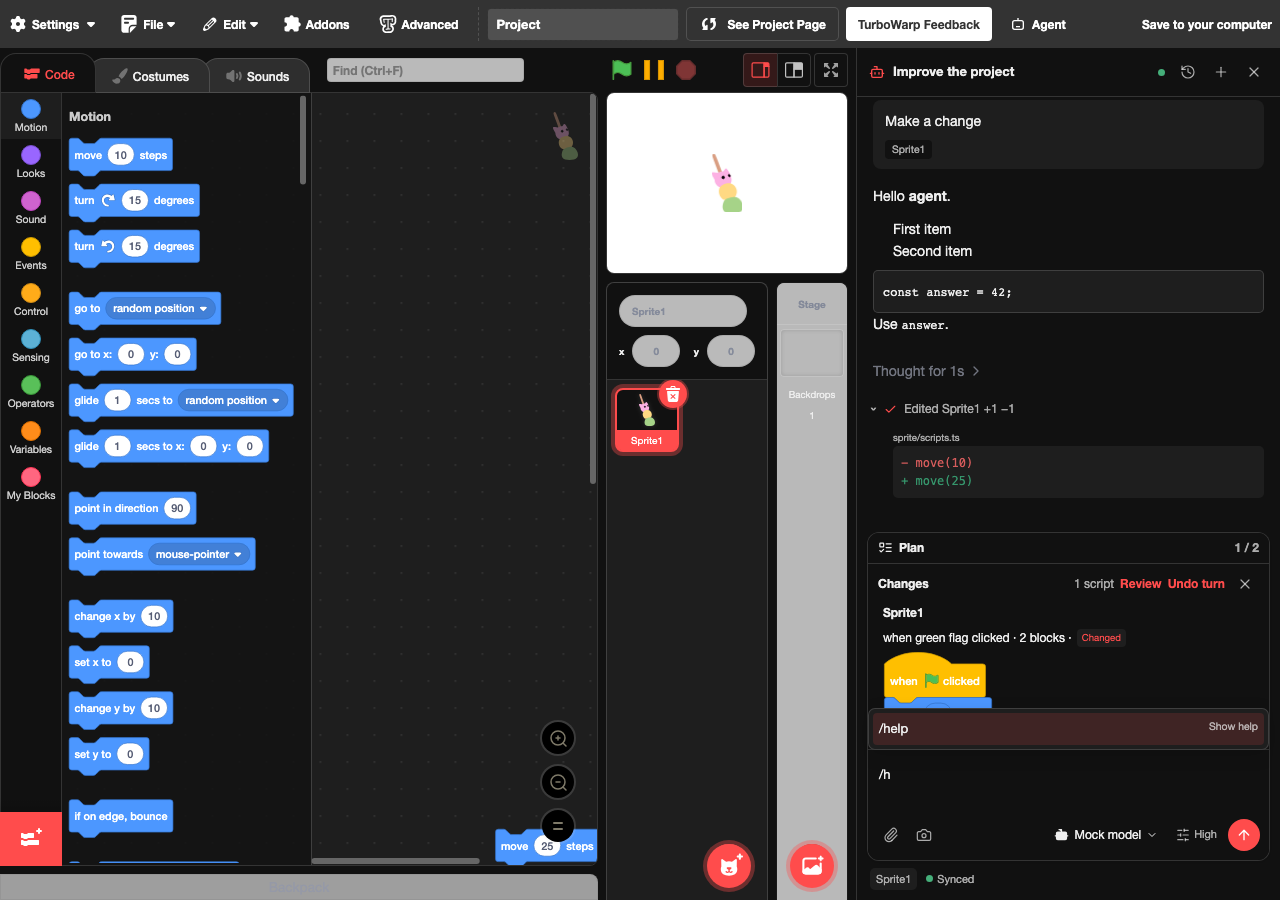 Settings File Edit Addons Advanced Project See Project Page TurboWarp Feedback Agent Save to your computer
Code Costumes Sounds
Find (Ctrl+F)
Motion
Looks
Sound
Events
Control
Sensing
Operators
Variables
My Blocks
Motion
move 10 steps
turn 15 degrees
turn 15 degrees
go to random position
go to x: 0 y: 0
glide 1 secs to random position
glide 1 secs to x: 0 y: 0
point in direction 90
point towards mouse-pointer
change x by 10
set x to 0
change y by 10
set y to 0
if on edge, bounce
move 25 steps
Backpack
Sprite1
x 0 y 0
Sprite1
Stage
Backdrops
1
Improve the project
Make a change
Sprite1
Hello agent.
First item
Second item
const answer = 42;
Use answer.
Thought for 1s
Edited Sprite1 +1 −1
sprite/scripts.ts
− move(10)
+ move(25)
Plan 1 / 2
Changes 1 script Review Undo turn
Sprite1
when green flag clicked · 2 blocks · Changed
when clicked
/help Show help
/h
Mock model High
Sprite1 Synced